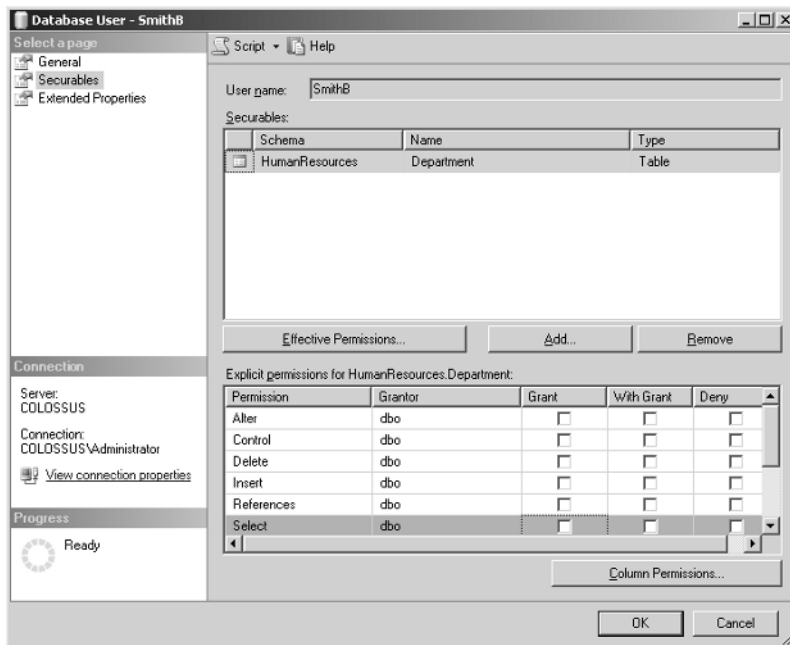 Database User - SmithB
Select a page
General
Securables
Extended Properties
Script
Help
User name:
SmithB
Securables:
Schema Name Type
HumanResources Department Table
Effective Permissions...
Add...
Remove
Connection
Server:
COLOSSUS
Connection:
COLOSSUS\Administrator
View connection properties
Progress
Ready
Explicit permissions for HumanResources.Department:
Permission Grantor Grant With Grant Deny
Alter dbo
Control dbo
Delete dbo
Insert dbo
References dbo
Select dbo
Column Permissions...
OK
Cancel